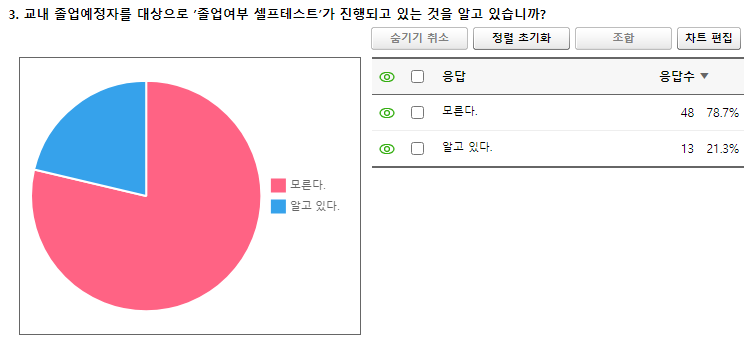 3. 교내 졸업예정자를 대상으로 '졸업여부 셀프테스트'가 진행되고 있는 것을 알고 있습니까?
숨기기 취소 정렬 초기화 조합 차트 편집
응답 응답수 ▼
모른다. 48 78.7%
알고 있다. 13 21.3%
모른다.
알고 있다.